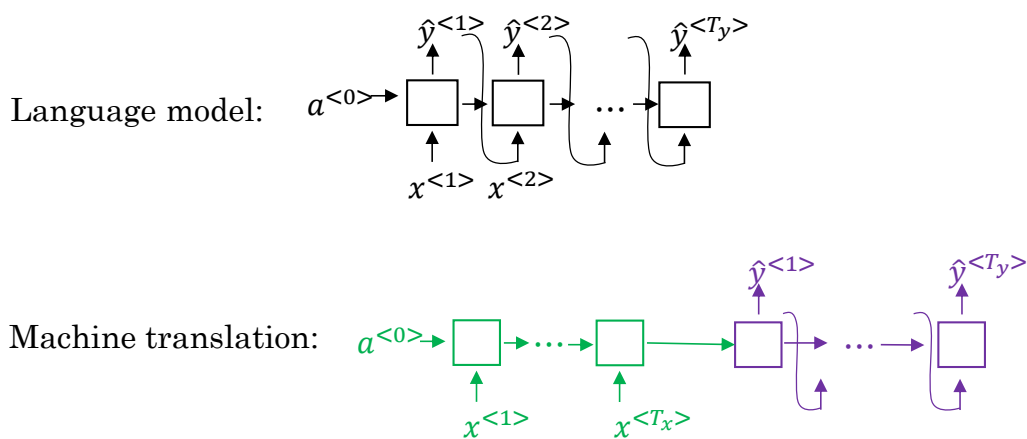 ŷ<1> ŷ<2> ŷ<Ty>
Language model: a<0> ...
x<1> x<2>
ŷ<1> ŷ<Ty>
Machine translation: a<0> ... ...
x<1> x<Tx>